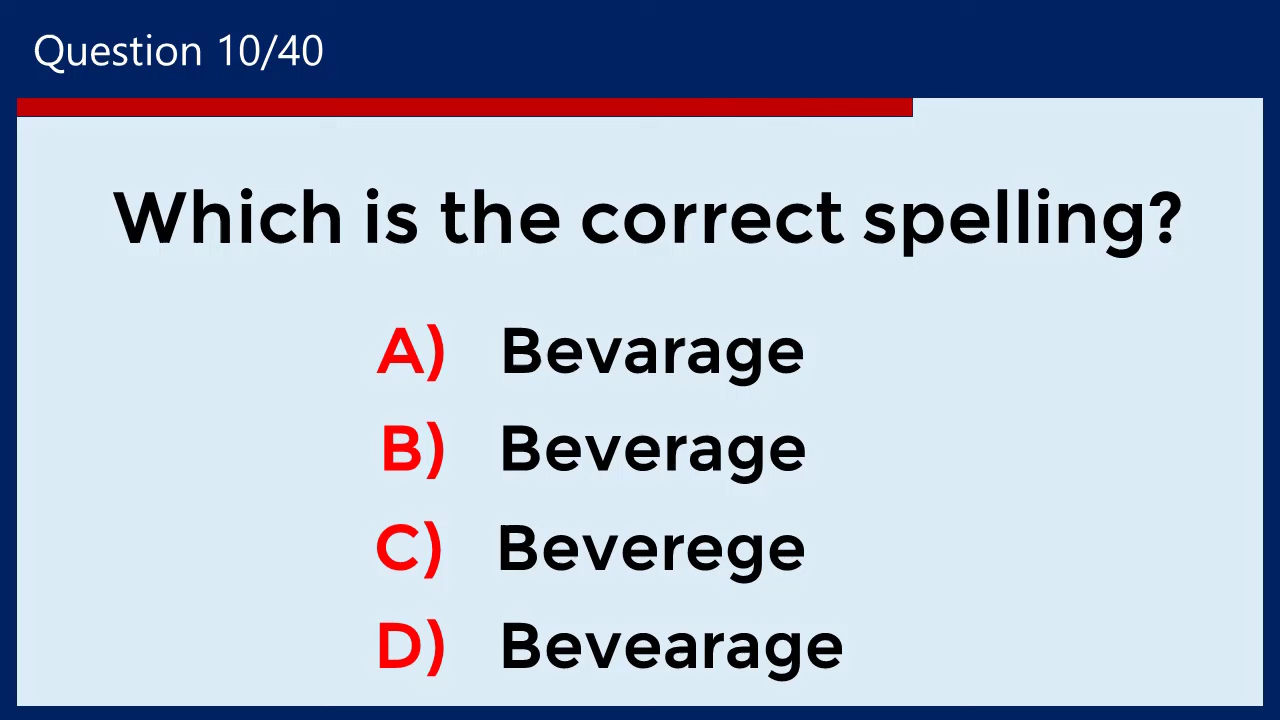 Question 10/40
Which is the correct spelling?
A) Bevarage
B) Beverage
C) Beverege
D) Bevearage